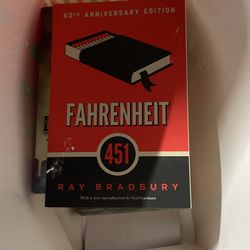 60TH ANNIVERSARY EDITION
FAHRENHEIT
451
RAY BRADBURY
With a new introduction by Neil Gaiman